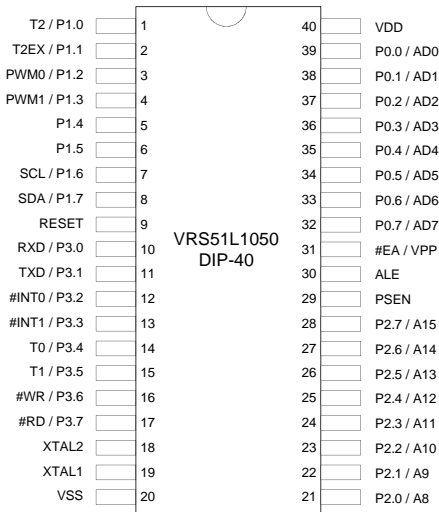 T2 / P1.0 1 40 VDD
T2EX / P1.1 2 39 P0.0 / AD0
PWM0 / P1.2 3 38 P0.1 / AD1
PWM1 / P1.3 4 37 P0.2 / AD2
P1.4 5 36 P0.3 / AD3
P1.5 6 35 P0.4 / AD4
SCL / P1.6 7 34 P0.5 / AD5
SDA / P1.7 8 33 P0.6 / AD6
RESET 9 32 P0.7 / AD7
RXD / P3.0 10 VRS51L1050 31 #EA / VPP
TXD / P3.1 11 DIP-40 30 ALE
#INT0 / P3.2 12 29 PSEN
#INT1 / P3.3 13 28 P2.7 / A15
T0 / P3.4 14 27 P2.6 / A14
T1 / P3.5 15 26 P2.5 / A13
#WR / P3.6 16 25 P2.4 / A12
#RD / P3.7 17 24 P2.3 / A11
XTAL2 18 23 P2.2 / A10
XTAL1 19 22 P2.1 / A9
VSS 20 21 P2.0 / A8